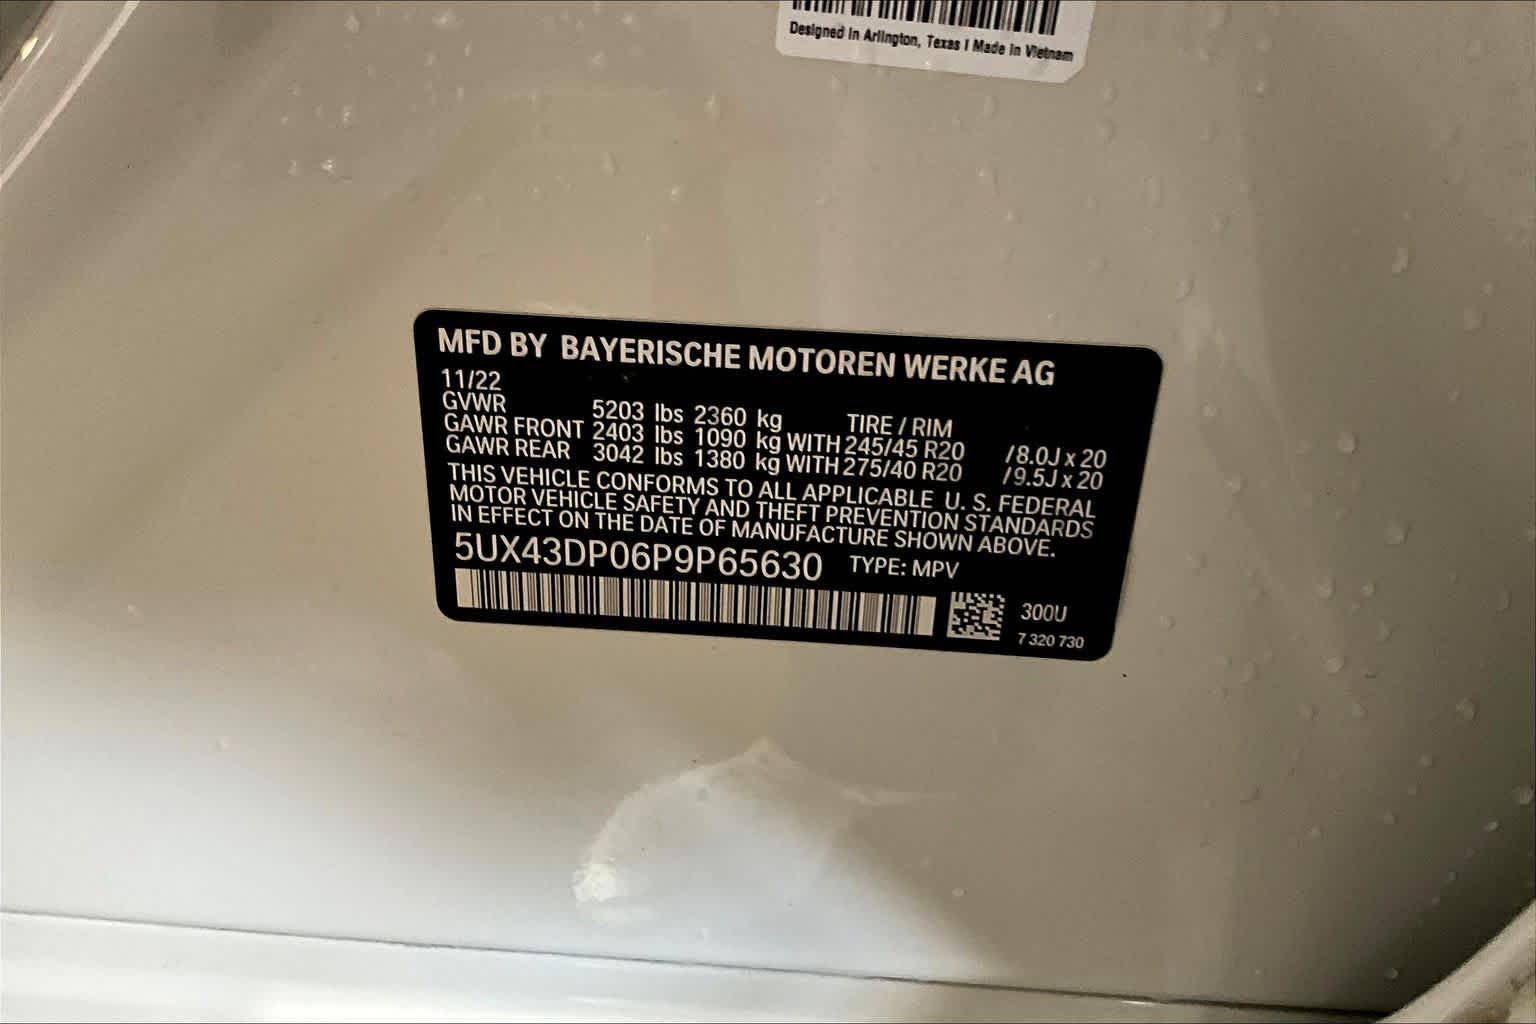 Designed in Arlington, Texas | Made in Vietnam
MFD BY BAYERISCHE MOTOREN WERKE AG
11/22
GVWR 5203 lbs 2360 kg TIRE / RIM
GAWR FRONT 2403 lbs 1090 kg WITH 245/45 R20 /8.0J x 20
GAWR REAR 3042 lbs 1380 kg WITH 275/40 R20 /9.5J x 20
THIS VEHICLE CONFORMS TO ALL APPLICABLE U. S. FEDERAL
MOTOR VEHICLE SAFETY AND THEFT PREVENTION STANDARDS
IN EFFECT ON THE DATE OF MANUFACTURE SHOWN ABOVE.
5UX43DP06P9P65630 TYPE: MPV
300U
7 320 730